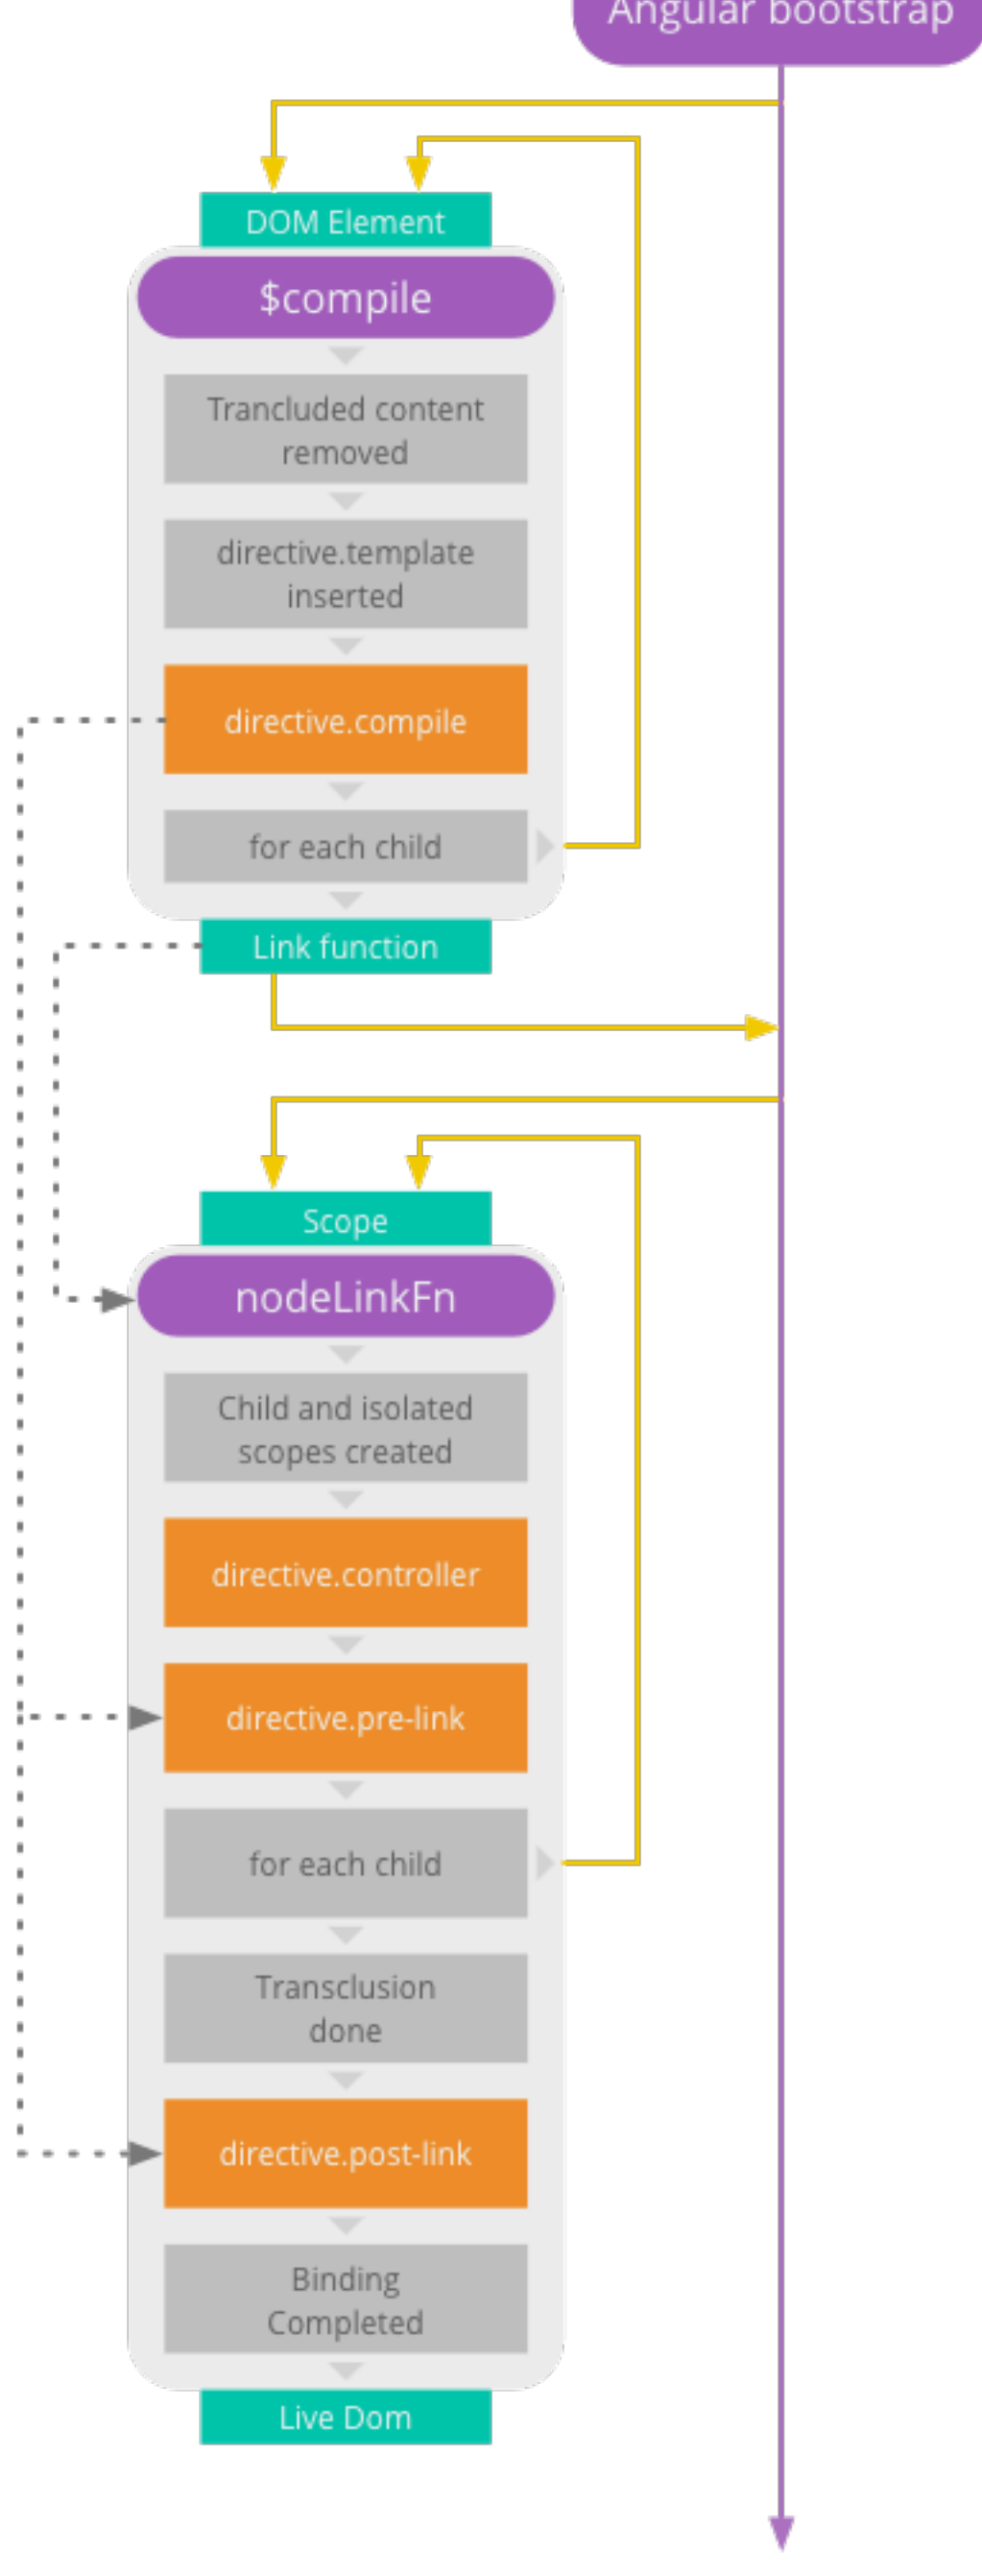 Angular bootstrap
DOM Element
$compile
Trancluded content
removed
directive.template
inserted
directive.compile
for each child
Link function
Scope
nodeLinkFn
Child and isolated
scopes created
directive.controller
directive.pre-link
for each child
Transclusion
done
directive.post-link
Binding
Completed
Live Dom